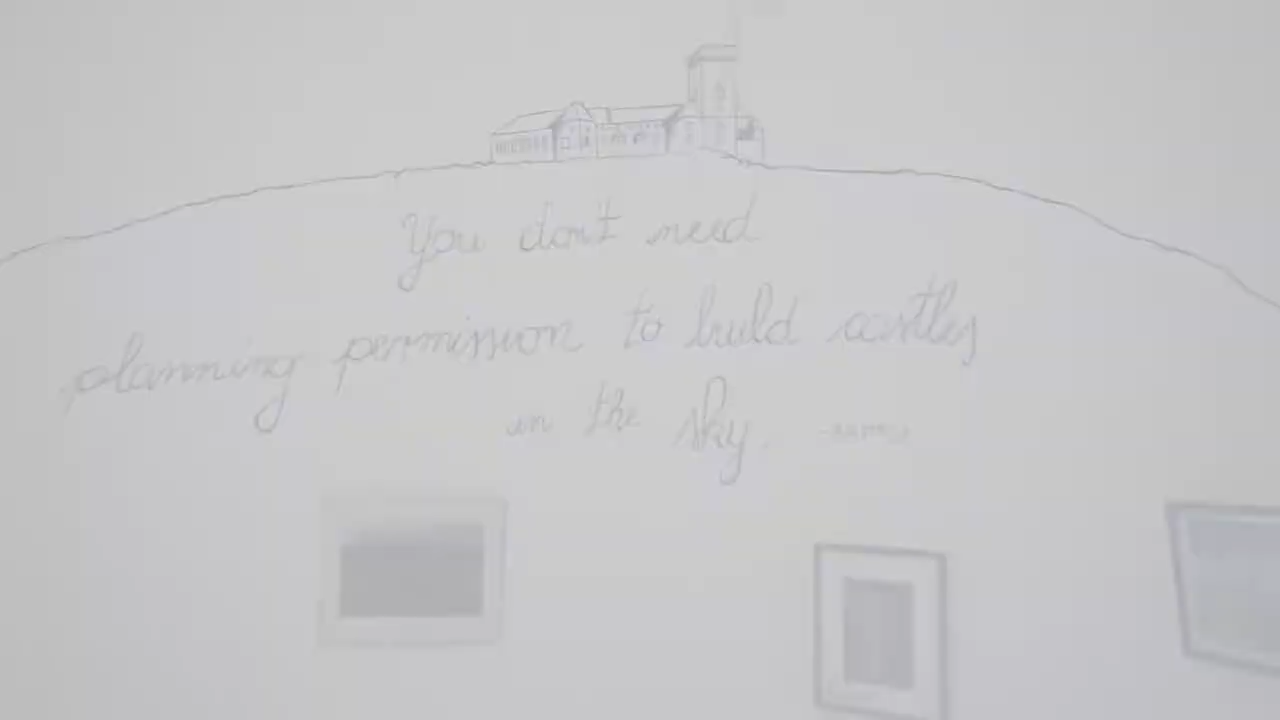 You don't need
planning permission to build castles
in the sky.